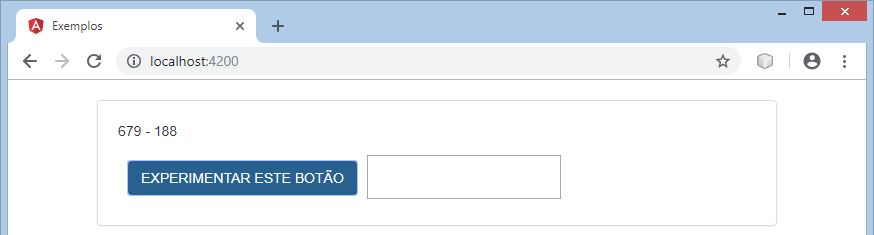 Exemplos
localhost:4200
679 - 188
EXPERIMENTAR ESTE BOTÃO